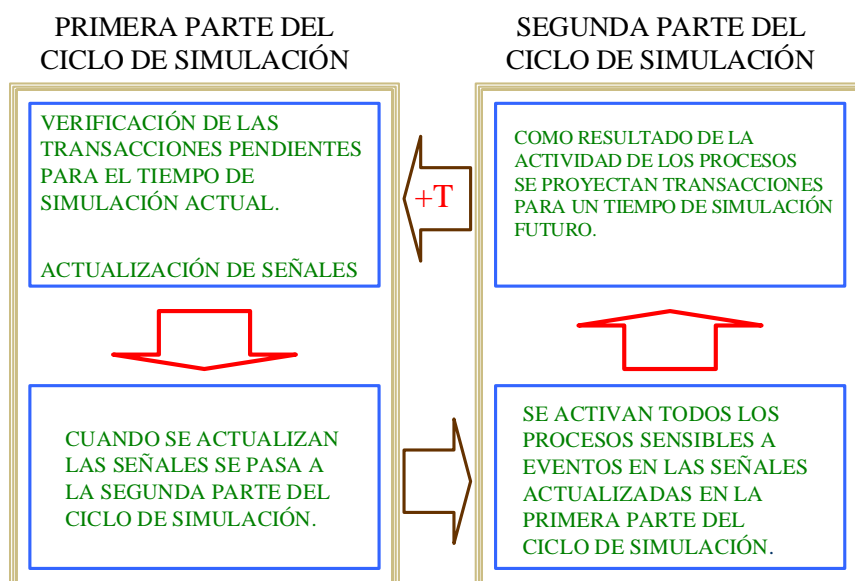 PRIMERA PARTE DEL
CICLO DE SIMULACIÓN
VERIFICACIÓN DE LAS
TRANSACCIONES PENDIENTES
PARA EL TIEMPO DE
SIMULACIÓN ACTUAL.
ACTUALIZACIÓN DE SEÑALES
CUANDO SE ACTUALIZAN
LAS SEÑALES SE PASA A
LA SEGUNDA PARTE DEL
CICLO DE SIMULACIÓN.
+T
SEGUNDA PARTE DEL
CICLO DE SIMULACIÓN
COMO RESULTADO DE LA
ACTIVIDAD DE LOS PROCESOS
SE PROYECTAN TRANSACCIONES
PARA UN TIEMPO DE SIMULACIÓN
FUTURO.
SE ACTIVAN TODOS LOS
PROCESOS SENSIBLES A
EVENTOS EN LAS SEÑALES
ACTUALIZADAS EN LA
PRIMERA PARTE DEL
CICLO DE SIMULACIÓN.